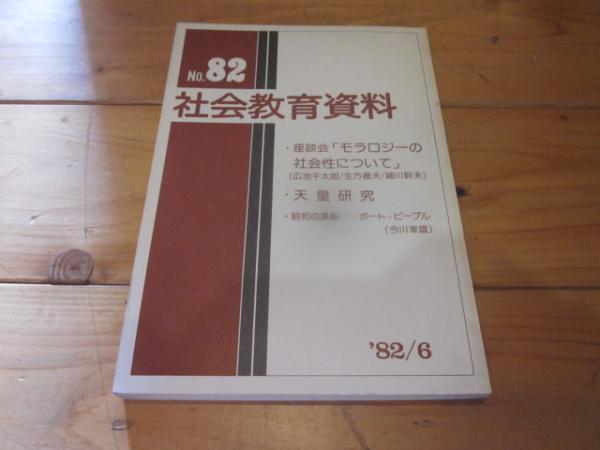 No.82
社会教育資料
・座談会「モラロジーの
社会性について」
(広池千太郎/生方徹夫/細川幹夫)
・天皇研究
・昭和の黒船──ボート・ピープル
(今川幸雄)
'82/6